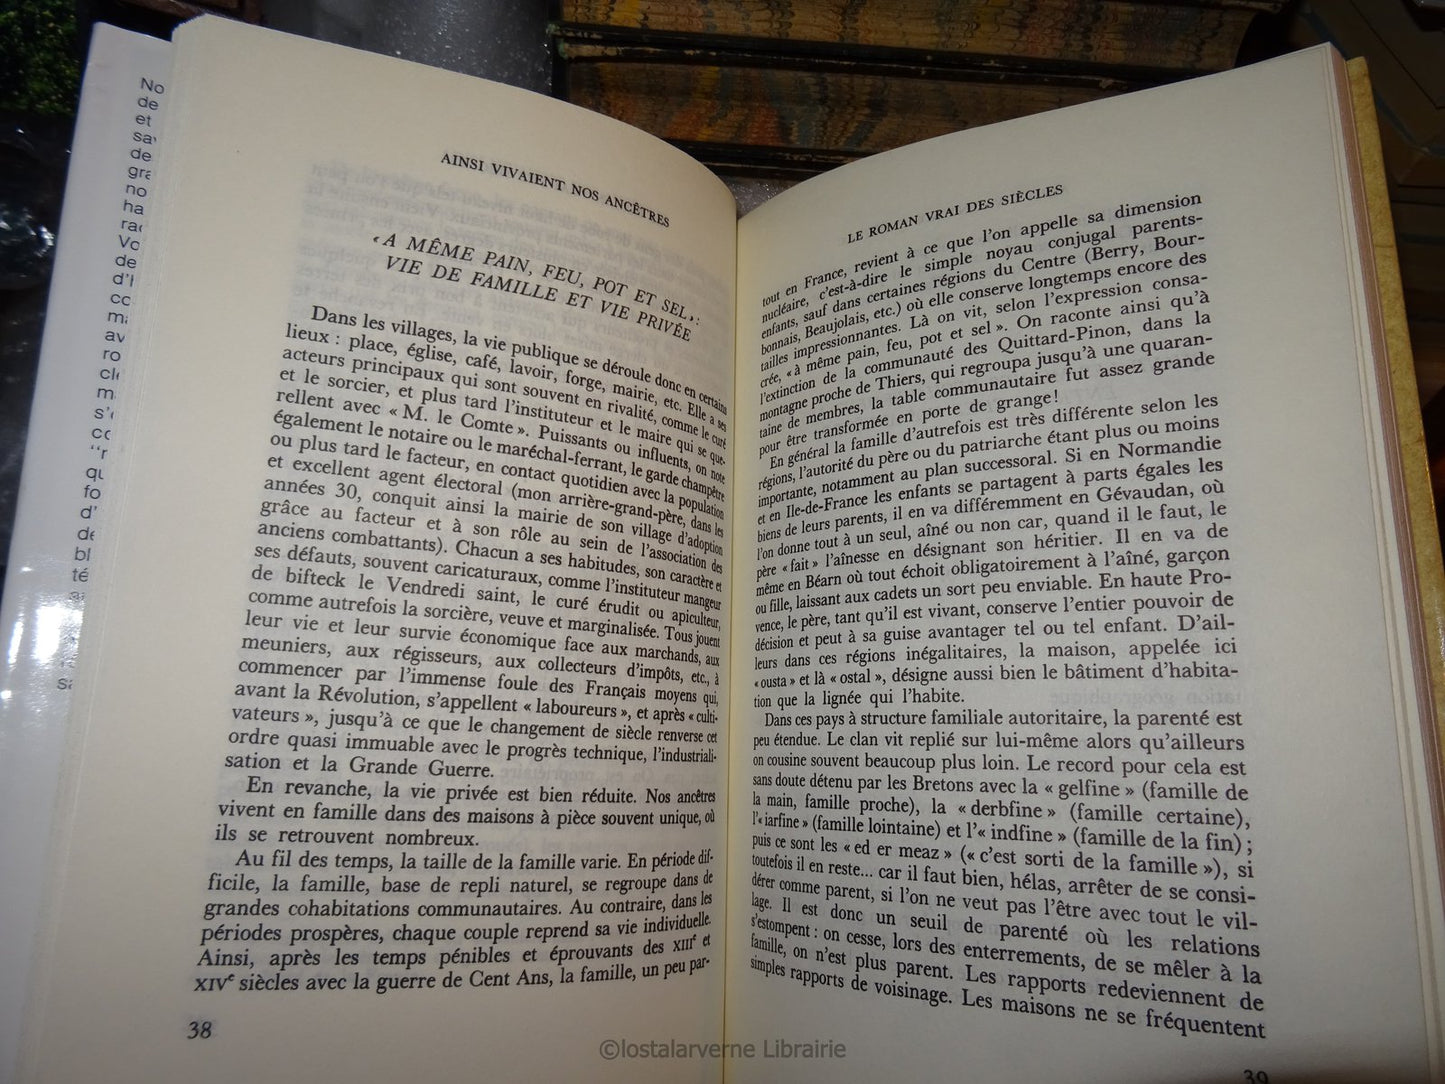 No
de
et
sa
de
gra
no
ha
ra
Vo
de
d'I
co
ma
av
ro
cl
m
s'
co
"r
qu
fo
d'
de
bl
té
AINSI VIVAIENT NOS ANCÊTRES
« A MÊME PAIN, FEU, POT ET SEL » :
VIE DE FAMILLE ET VIE PRIVÉE
Dans les villages, la vie publique se déroule donc en certains
lieux : place, église, café, lavoir, forge, mairie, etc. Elle a ses
acteurs principaux qui sont souvent en rivalité, comme le curé
et le sorcier, et plus tard l'instituteur et le maire qui se que-
rellent avec « M. le Comte ». Puissants ou influents, on note
également le notaire ou le maréchal-ferrant, le garde champêtre
ou plus tard le facteur, en contact quotidien avec la population
et excellent agent électoral (mon arrière-grand-père, dans les
années 30, conquit ainsi la mairie de son village d'adoption
grâce au facteur et à son rôle au sein de l'association des
anciens combattants). Chacun a ses habitudes, son caractère et
ses défauts, souvent caricaturaux, comme l'instituteur mangeur
de bifteck le Vendredi saint, le curé érudit ou apiculteur,
comme autrefois la sorcière, veuve et marginalisée. Tous jouent
leur vie et leur survie économique face aux marchands, aux
meuniers, aux régisseurs, aux collecteurs d'impôts, etc., à
commencer par l'immense foule des Français moyens qui,
avant la Révolution, s'appellent « laboureurs », et après « culti-
vateurs », jusqu'à ce que le changement de siècle renverse cet
ordre quasi immuable avec le progrès technique, l'industriali-
sation et la Grande Guerre.
En revanche, la vie privée est bien réduite. Nos ancêtres
vivent en famille dans des maisons à pièce souvent unique, où
ils se retrouvent nombreux.
Au fil des temps, la taille de la famille varie. En période dif-
ficile, la famille, base de repli naturel, se regroupe dans de
grandes cohabitations communautaires. Au contraire, dans les
périodes prospères, chaque couple reprend sa vie individuelle.
Ainsi, après les temps pénibles et éprouvants des XIIIe et
XIVe siècles avec la guerre de Cent Ans, la famille, un peu par-
38
LE ROMAN VRAI DES SIÈCLES
tout en France, revient à ce que l'on appelle sa dimension
nucléaire, c'est-à-dire le simple noyau conjugal parents-
enfants, sauf dans certaines régions du Centre (Berry, Bour-
bonnais, Beaujolais, etc.) où elle conserve longtemps encore des
tailles impressionnantes. Là on vit, selon l'expression consa-
crée, « à même pain, feu, pot et sel ». On raconte ainsi qu'à
l'extinction de la communauté des Quittard-Pinon, dans la
montagne proche de Thiers, qui regroupa jusqu'à une quaran-
taine de membres, la table communautaire fut assez grande
pour être transformée en porte de grange !
En général la famille d'autrefois est très différente selon les
régions, l'autorité du père ou du patriarche étant plus ou moins
importante, notamment au plan successoral. Si en Normandie
et en Ile-de-France les enfants se partagent à parts égales les
biens de leurs parents, il en va différemment en Gévaudan, où
l'on donne tout à un seul, aîné ou non car, quand il le faut, le
père « fait » l'aînesse en désignant son héritier. Il en va de
même en Béarn où tout échoit obligatoirement à l'aîné, garçon
ou fille, laissant aux cadets un sort peu enviable. En haute Pro-
vence, le père, tant qu'il est vivant, conserve l'entier pouvoir de
décision et peut à sa guise avantager tel ou tel enfant. D'ail-
leurs dans ces régions inégalitaires, la maison, appelée ici
« ousta » et là « ostal », désigne aussi bien le bâtiment d'habita-
tion que la lignée qui l'habite.
Dans ces pays à structure familiale autoritaire, la parenté est
peu étendue. Le clan vit replié sur lui-même alors qu'ailleurs
on cousine souvent beaucoup plus loin. Le record pour cela est
sans doute détenu par les Bretons avec la « gelfine » (famille de
la main, famille proche), la « derbfine » (famille certaine),
l'« iarfine » (famille lointaine) et l'« indfine » (famille de la fin) ;
puis ce sont les « ed er meaz » (« c'est sorti de la famille »), si
toutefois il en reste... car il faut bien, hélas, arrêter de se consi-
dérer comme parent, si l'on ne veut pas l'être avec tout le vil-
lage. Il est donc un seuil de parenté où les relations
s'estompent : on cesse, lors des enterrements, de se mêler à la
famille, on n'est plus parent. Les rapports redeviennent de
simples rapports de voisinage. Les maisons ne se fréquentent
39
©lostalarverne Librairie